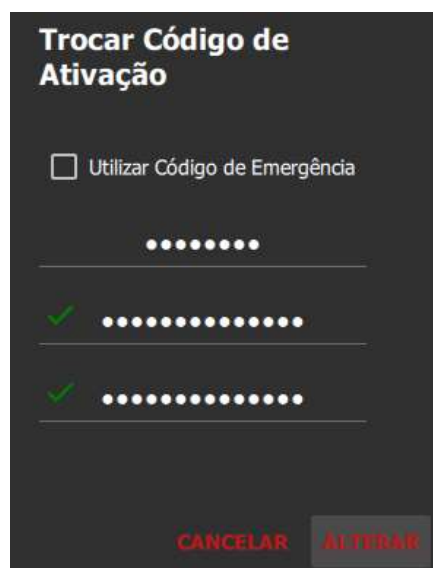 Trocar Código de
Ativação
Utilizar Código de Emergência
••••••••
••••••••••••••
••••••••••••••
CANCELAR ALTERAR